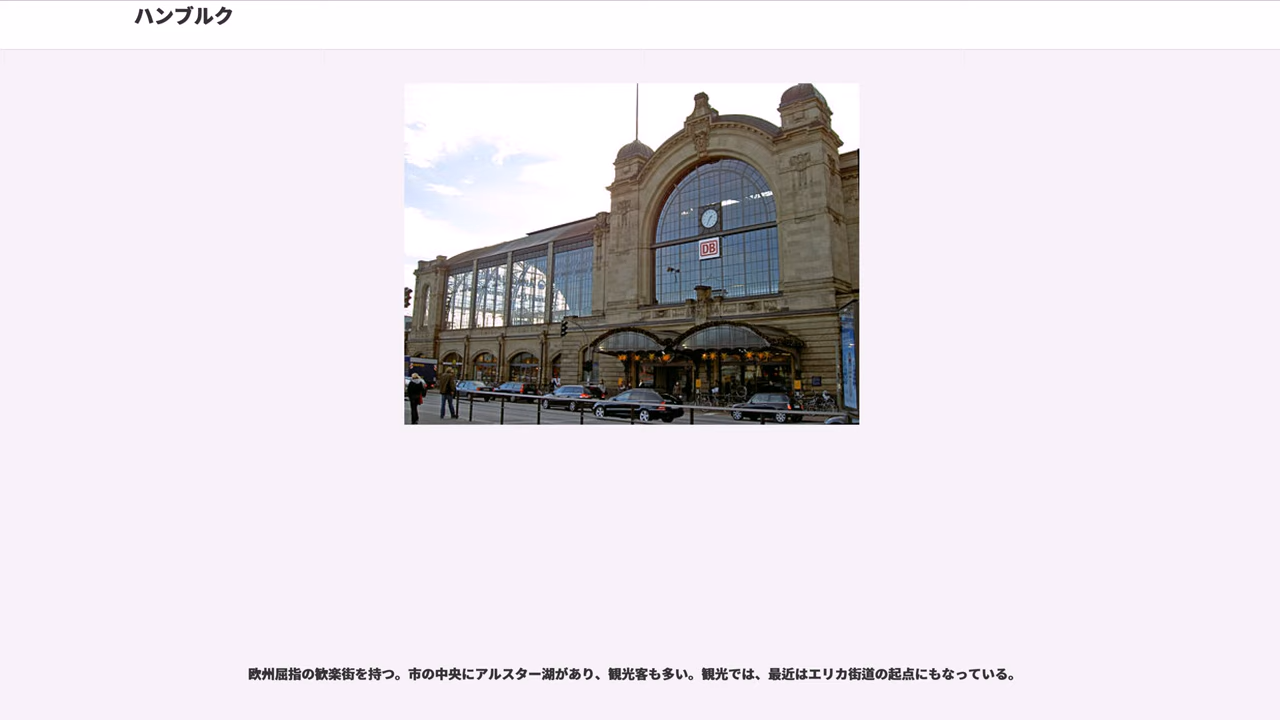 ハンブルク
DB
欧州屈指の歓楽街を持つ。市の中央にアルスター湖があり、観光客も多い。観光では、最近はエリカ街道の起点にもなっている。